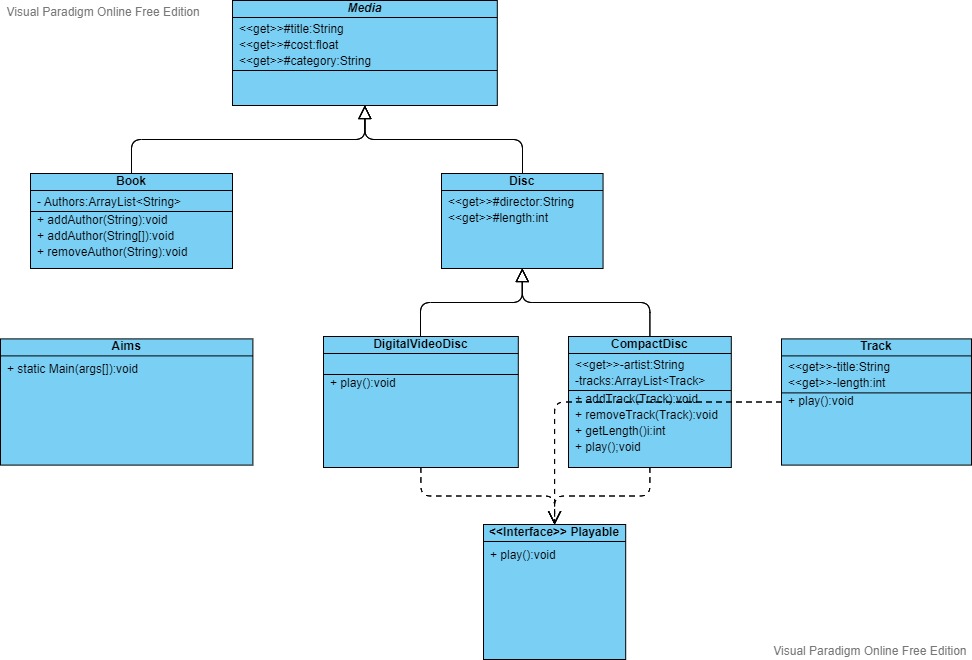 Visual Paradigm Online Free Edition
Media
<<get>>#title:String
<<get>>#cost:float
<<get>>#category:String
Book
- Authors:ArrayList<String>
+ addAuthor(String):void
+ addAuthor(String[]):void
+ removeAuthor(String):void
Disc
<<get>>#director:String
<<get>>#length:int
Aims
+ static Main(args[]):void
DigitalVideoDisc
+ play():void
CompactDisc
<<get>>-artist:String
-tracks:ArrayList<Track>
+ addTrack(Track):void
+ removeTrack(Track):void
+ getLength()i:int
+ play();void
Track
<<get>>-title:String
<<get>>-length:int
+ play():void
<<Interface>> Playable
+ play():void
Visual Paradigm Online Free Edition